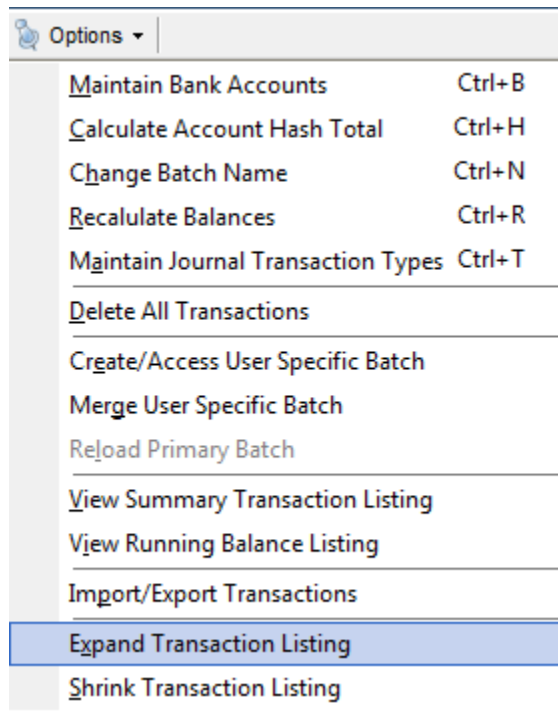 Options
Maintain Bank Accounts Ctrl+B
Calculate Account Hash Total Ctrl+H
Change Batch Name Ctrl+N
Recalulate Balances Ctrl+R
Maintain Journal Transaction Types Ctrl+T
Delete All Transactions
Create/Access User Specific Batch
Merge User Specific Batch
Reload Primary Batch
View Summary Transaction Listing
View Running Balance Listing
Import/Export Transactions
Expand Transaction Listing
Shrink Transaction Listing